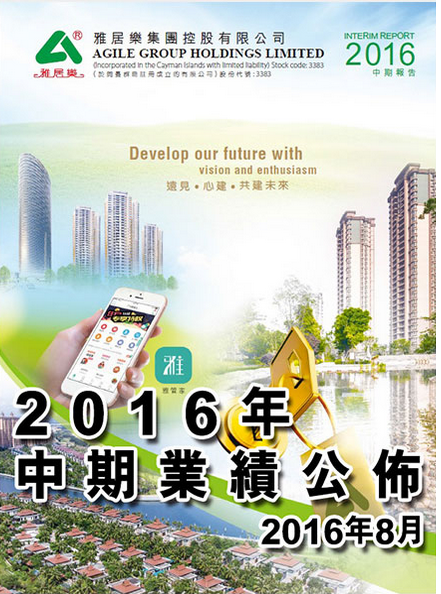 雅居樂集團控股有限公司
AGILE GROUP HOLDINGS LIMITED
(Incorporated in the Cayman Islands with limited liability) Stock code: 3383
(於開曼群島註冊成立的有限公司) 股份代號:3383
®
雅居樂
INTERIM REPORT
2016
中期報告
Develop our future with
vision and enthusiasm
遠見·心建·共建未來
雅
雅管家
2016年
中期業績公佈
2016年8月